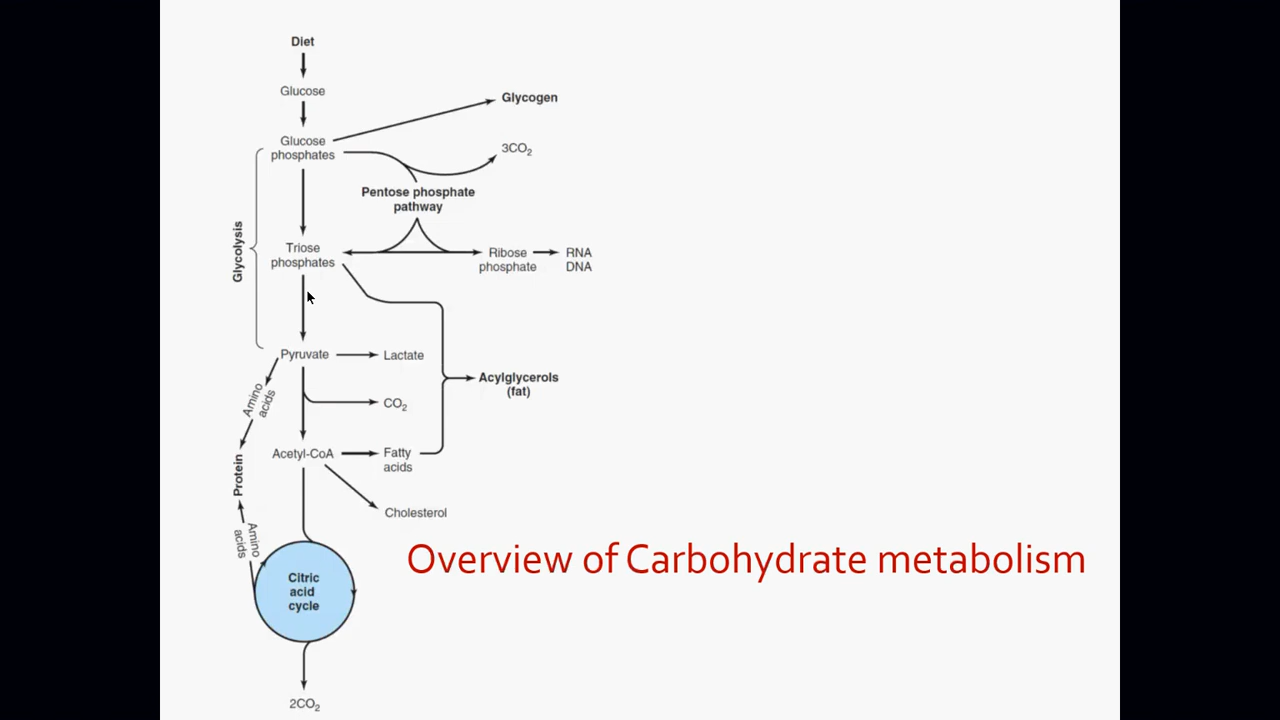 Diet
Glucose
Glycogen
Glucose
phosphates
3CO₂
Pentose phosphate
pathway
Glycolysis
Triose
phosphates
Ribose
phosphate
RNA
DNA
Pyruvate
Lactate
Acylglycerols
(fat)
Amino
acids
CO₂
Acetyl-CoA
Fatty
acids
Protein
Cholesterol
Amino
acids
Overview of Carbohydrate metabolism
Citric
acid
cycle
2CO₂